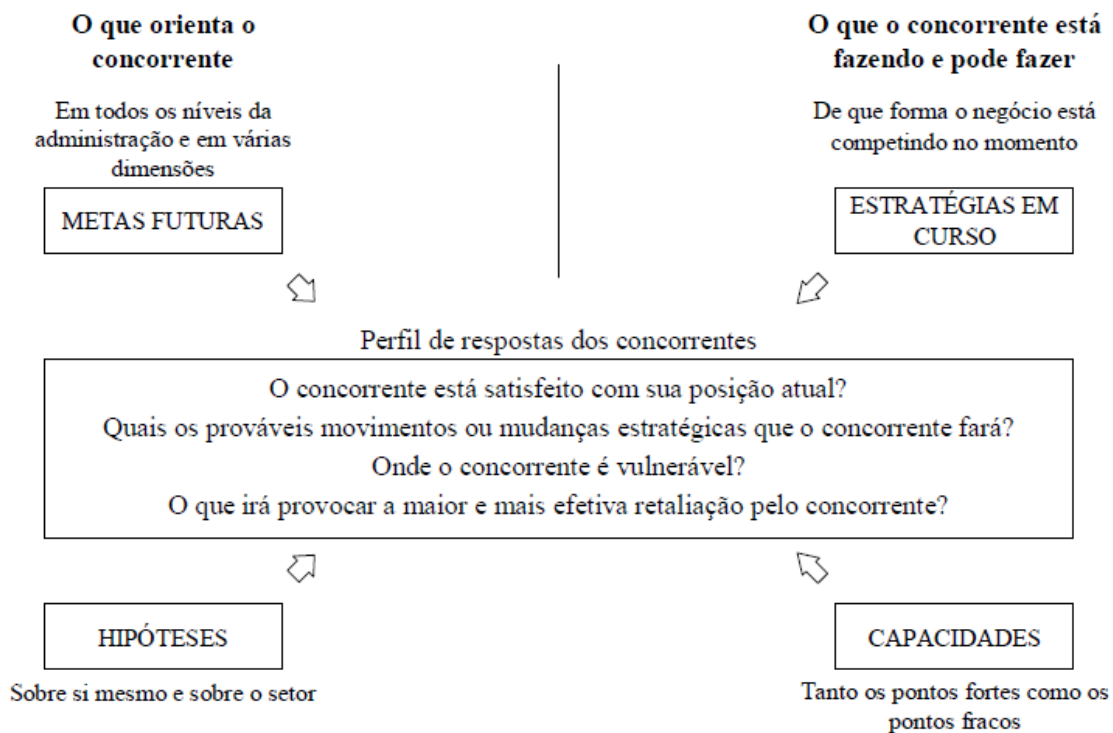 O que orienta o
concorrente
Em todos os níveis da
administração e em várias
dimensões
METAS FUTURAS
O que o concorrente está
fazendo e pode fazer
De que forma o negócio está
competindo no momento
ESTRATÉGIAS EM
CURSO
Perfil de respostas dos concorrentes
O concorrente está satisfeito com sua posição atual?
Quais os prováveis movimentos ou mudanças estratégicas que o concorrente fará?
Onde o concorrente é vulnerável?
O que irá provocar a maior e mais efetiva retaliação pelo concorrente?
HIPÓTESES
Sobre si mesmo e sobre o setor
CAPACIDADES
Tanto os pontos fortes como os
pontos fracos